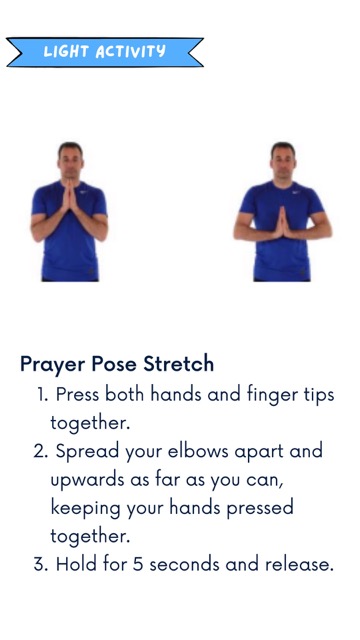 LIGHT ACTIVITY
Prayer Pose Stretch
1. Press both hands and finger tips
together.
2. Spread your elbows apart and
upwards as far as you can,
keeping your hands pressed
together.
3. Hold for 5 seconds and release.